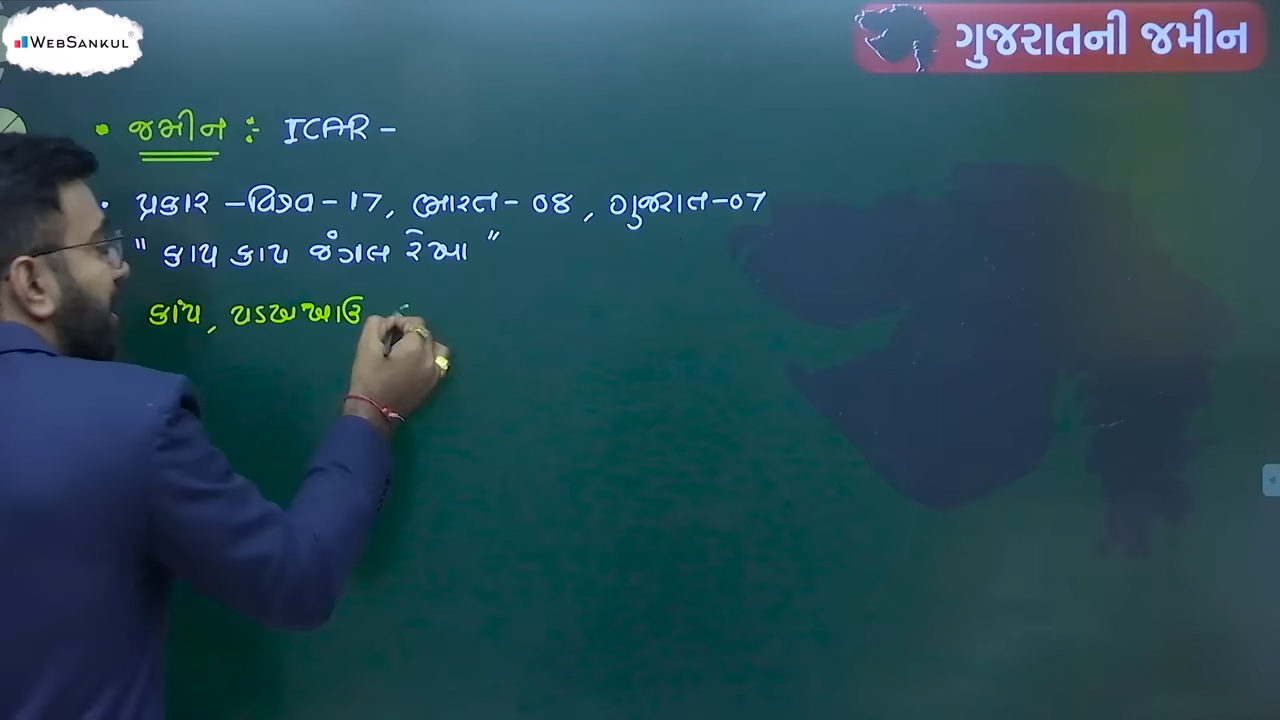 WEBSANKUL
ગુજરાતની જમીન
• જમીન :- ICAR -
• પ્રકાર - વિશ્વ - 17, ભારત - 08, ગુજરાત - 07
" કાપ કાપ જંગલ રેઆ "
કાંપ, પડખાઉ